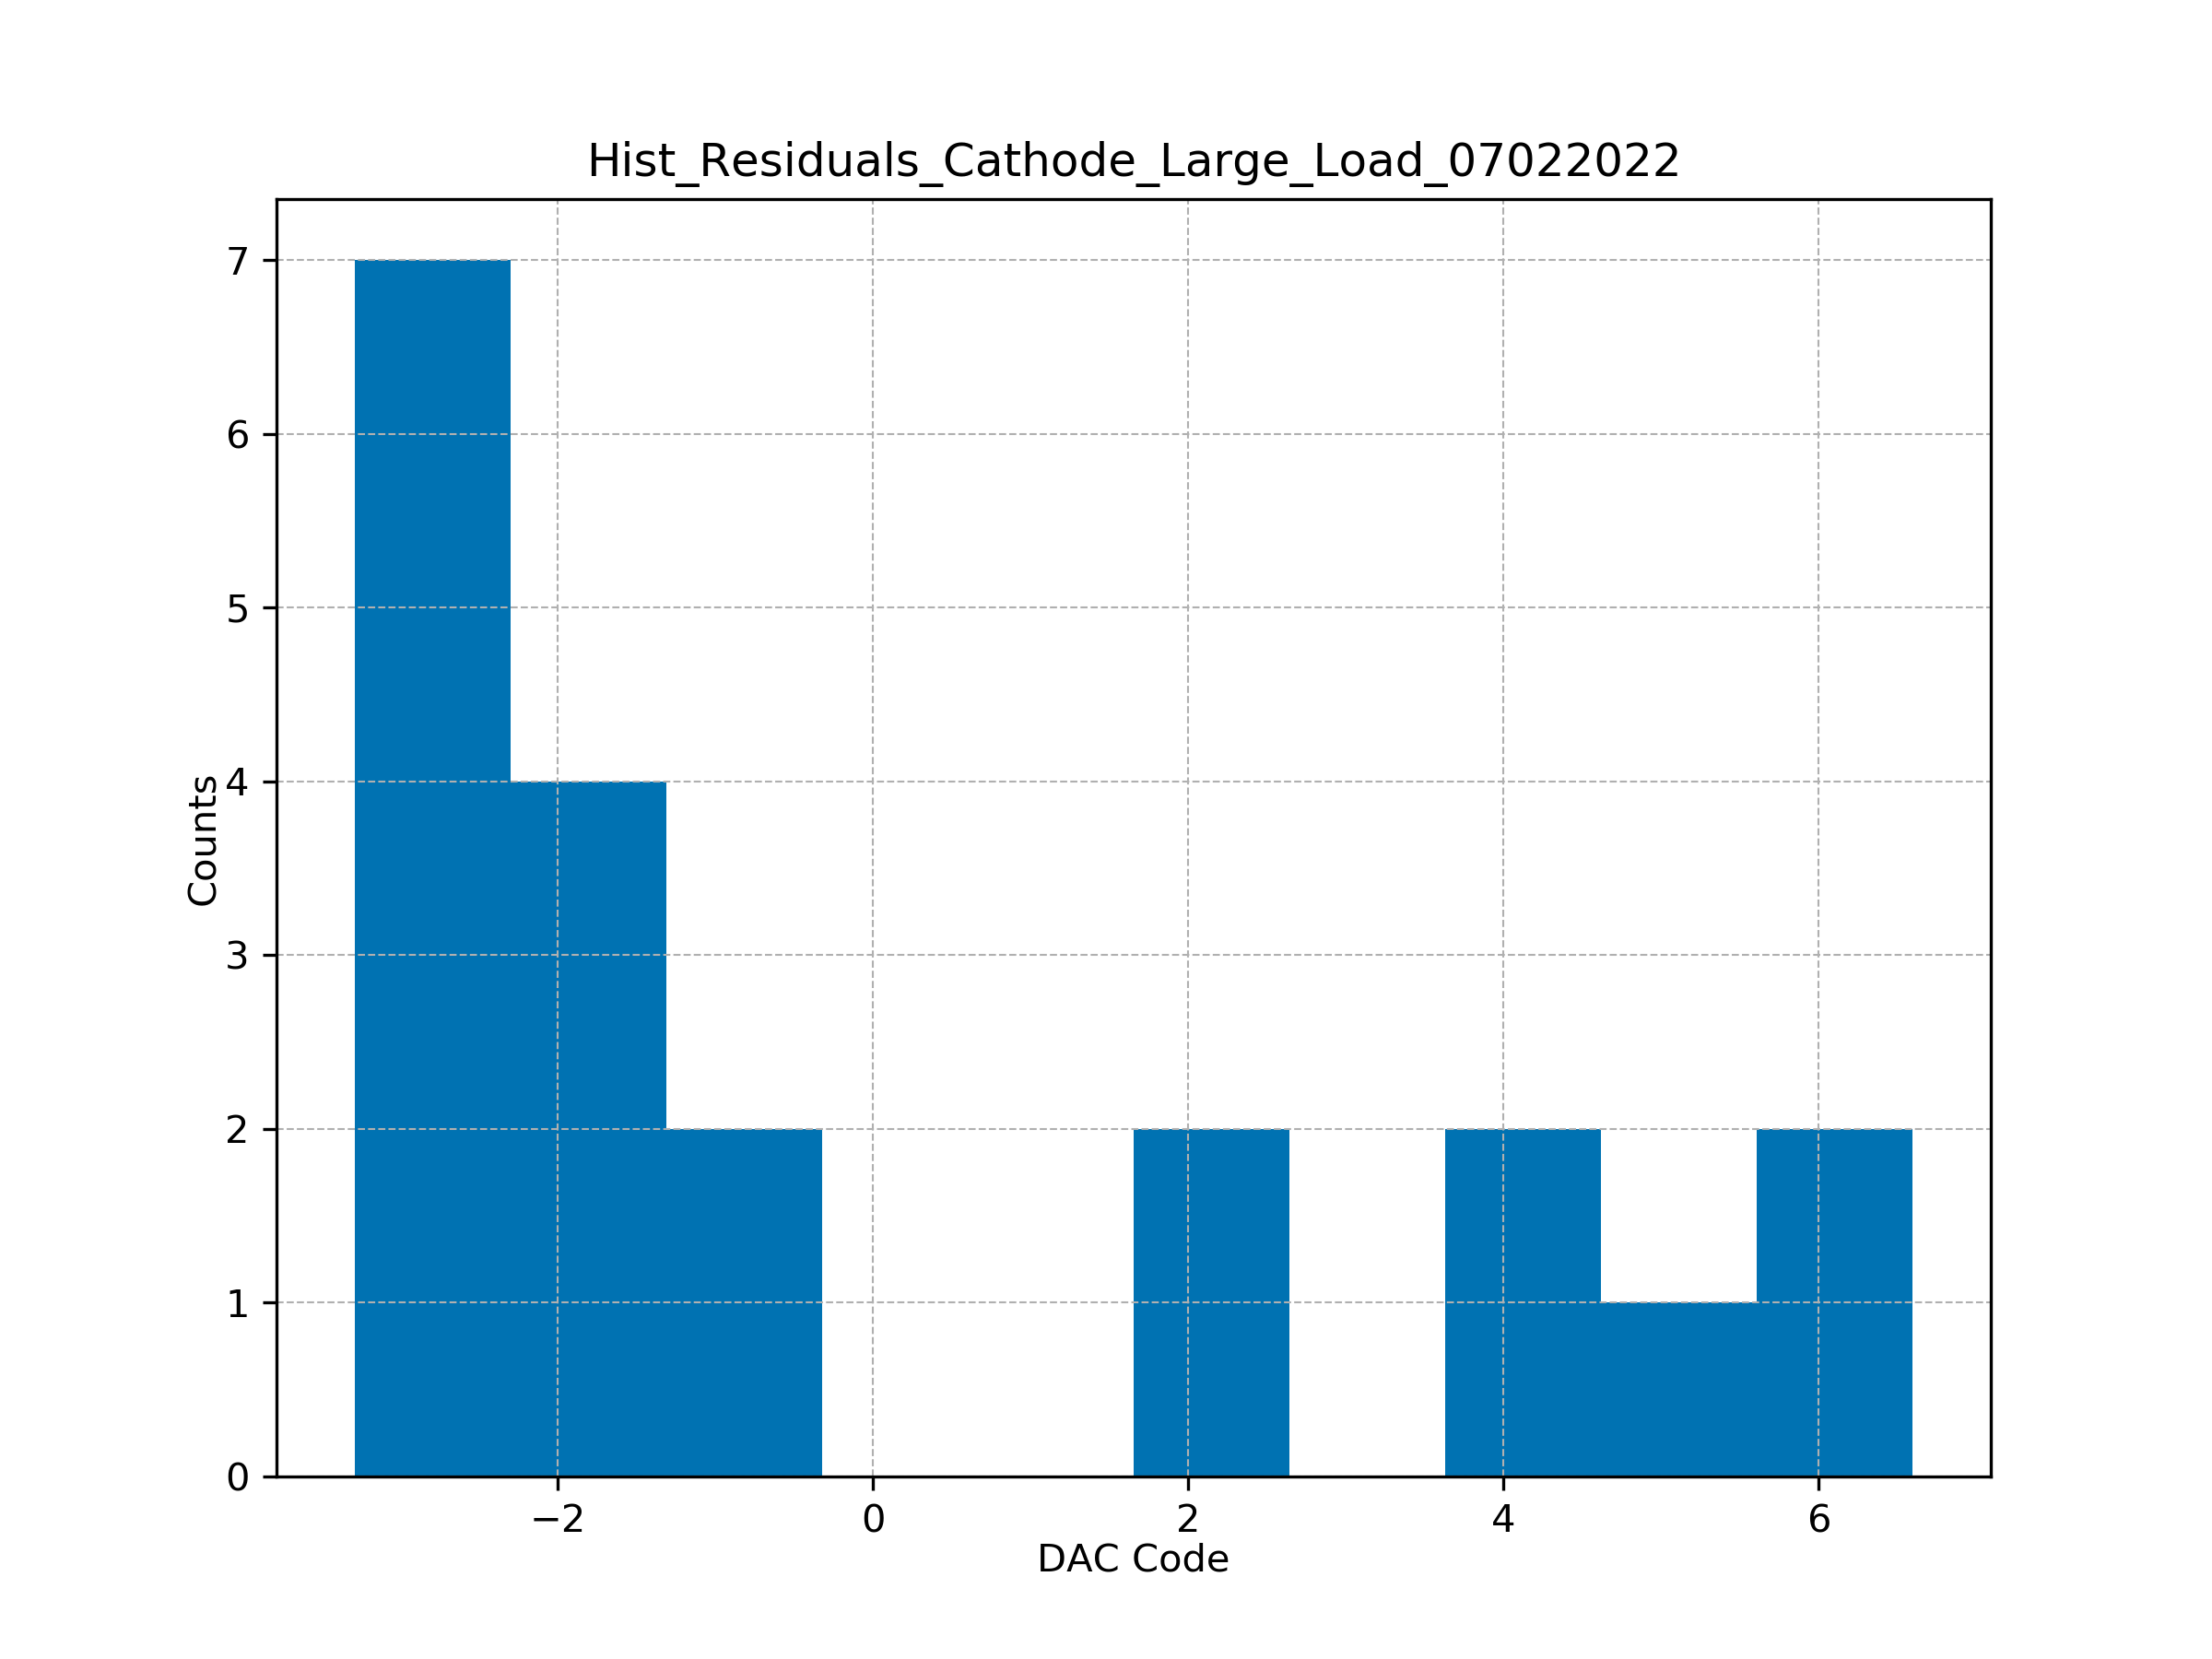 Hist_Residuals_Cathode_Large_Load_07022022
Counts
7
6
5
4
3
2
1
0
−2 0 2 4 6
DAC Code